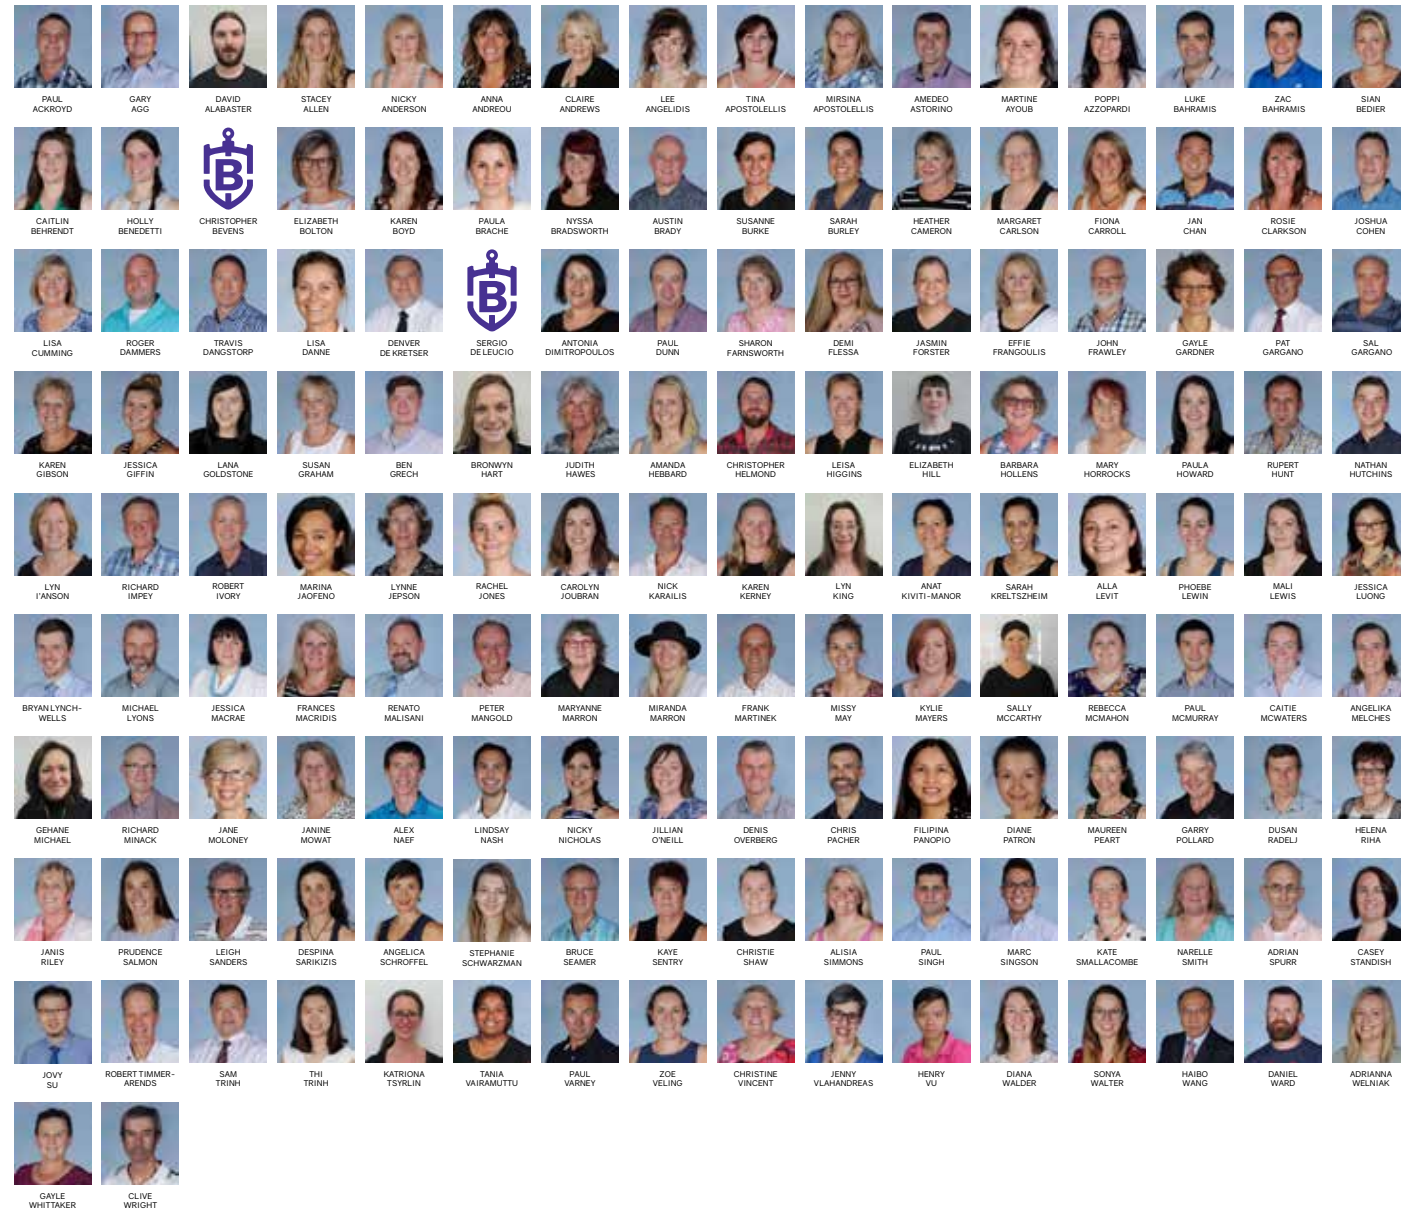 PAUL
ACKROYD
GARY
AGG
DAVID
ALABASTER
STACEY
ALLEN
NICKY
ANDERSON
ANNA
ANDREOU
CLAIRE
ANDREWS
LEE
ANGELIDIS
TINA
APOSTOLELLIS
MIRSINA
APOSTOLELLIS
AMEDEO
ASTORINO
MARTINE
AYOUB
POPPI
AZZOPARDI
LUKE
BAHRAMIS
ZAC
BAHRAMIS
SIAN
BEDIER
CAITLIN
BEHRENDT
HOLLY
BENEDETTI
B
CHRISTOPHER
BEVENS
ELIZABETH
BOLTON
KAREN
BOYD
PAULA
BRACHE
NYSSA
BRADSWORTH
AUSTIN
BRADY
SUSANNE
BURKE
SARAH
BURLEY
HEATHER
CAMERON
MARGARET
CARLSON
FIONA
CARROLL
JAN
CHAN
ROSIE
CLARKSON
JOSHUA
COHEN
LISA
CUMMING
ROGER
DAMMERS
TRAVIS
DANGSTORP
LISA
DANNE
DENVER
DE KRETSER
B
SERGIO
DE LEUCIO
ANTONIA
DIMITROPOULOS
PAUL
DUNN
SHARON
FARNSWORTH
DEMI
FLESSA
JASMIN
FORSTER
EFFIE
FRANGOULIS
JOHN
FRAWLEY
GAYLE
GARDNER
PAT
GARGANO
SAL
GARGANO
KAREN
GIBSON
JESSICA
GIFFIN
LANA
GOLDSTONE
SUSAN
GRAHAM
BEN
GRECH
BRONWYN
HART
JUDITH
HAWES
AMANDA
HEBBARD
CHRISTOPHER
HELMOND
LEISA
HIGGINS
ELIZABETH
HILL
BARBARA
HOLLENS
MARY
HORROCKS
PAULA
HOWARD
RUPERT
HUNT
NATHAN
HUTCHINS
LYN
I'ANSON
RICHARD
IMPEY
ROBERT
IVORY
MARINA
JAOFENO
LYNNE
JEPSON
RACHEL
JONES
CAROLYN
JOUBRAN
NICK
KARAILIS
KAREN
KERNEY
LYN
KING
ANAT
KIVITI-MANOR
SARAH
KRELTSZHEIM
ALLA
LEVIT
PHOEBE
LEWIN
MALI
LEWIS
JESSICA
LUONG
BRYAN LYNCH-
WELLS
MICHAEL
LYONS
JESSICA
MACRAE
FRANCES
MACRIDIS
RENATO
MALISANI
PETER
MANGOLD
MARYANNE
MARRON
MIRANDA
MARRON
FRANK
MARTINEK
MISSY
MAY
KYLIE
MAYERS
SALLY
MCCARTHY
REBECCA
MCMAHON
PAUL
MCMURRAY
CAITIE
MCWATERS
ANGELIKA
MELCHES
GEHANE
MICHAEL
RICHARD
MINACK
JANE
MOLONEY
JANINE
MOWAT
ALEX
NAEF
LINDSAY
NASH
NICKY
NICHOLAS
JILLIAN
O'NEILL
DENIS
OVERBERG
CHRIS
PACHER
FILIPINA
PANOPIO
DIANE
PATRON
MAUREEN
PEART
GARRY
POLLARD
DUSAN
RADELJ
HELENA
RIHA
JANIS
RILEY
PRUDENCE
SALMON
LEIGH
SANDERS
DESPINA
SARIKIZIS
ANGELICA
SCHROFFEL
STEPHANIE
SCHWARZMAN
BRUCE
SEAMER
KAYE
SENTRY
CHRISTIE
SHAW
ALISIA
SIMMONS
PAUL
SINGH
MARC
SINGSON
KATE
SMALLACOMBE
NARELLE
SMITH
ADRIAN
SPURR
CASEY
STANDISH
JOVY
SU
ROBERT TIMMER-
ARENDS
SAM
TRINH
THI
TRINH
KATRIONA
TSYRLIN
TANIA
VAIRAMUTTU
PAUL
VARNEY
ZOE
VELING
CHRISTINE
VINCENT
JENNY
VLAHANDREAS
HENRY
VU
DIANA
WALDER
SONYA
WALTER
HAIBO
WANG
DANIEL
WARD
ADRIANNA
WELNIAK
GAYLE
WHITTAKER
CLIVE
WRIGHT